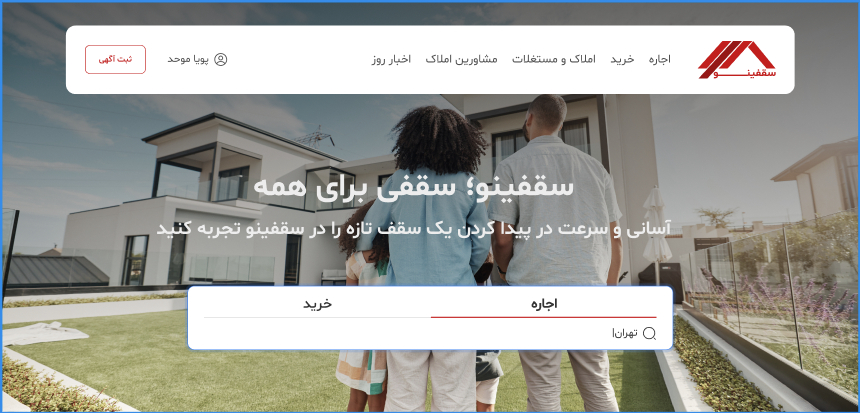 سقفینو
اجاره
خرید
املاک و مستغلات
مشاورین املاک
اخبار روز
پویا موحد
ثبت آگهی
سقفینو؛ سقفی برای همه
آسانی و سرعت در پیدا کردن یک سقف تازه را در سقفینو تجربه کنید
اجاره
خرید
تهران|